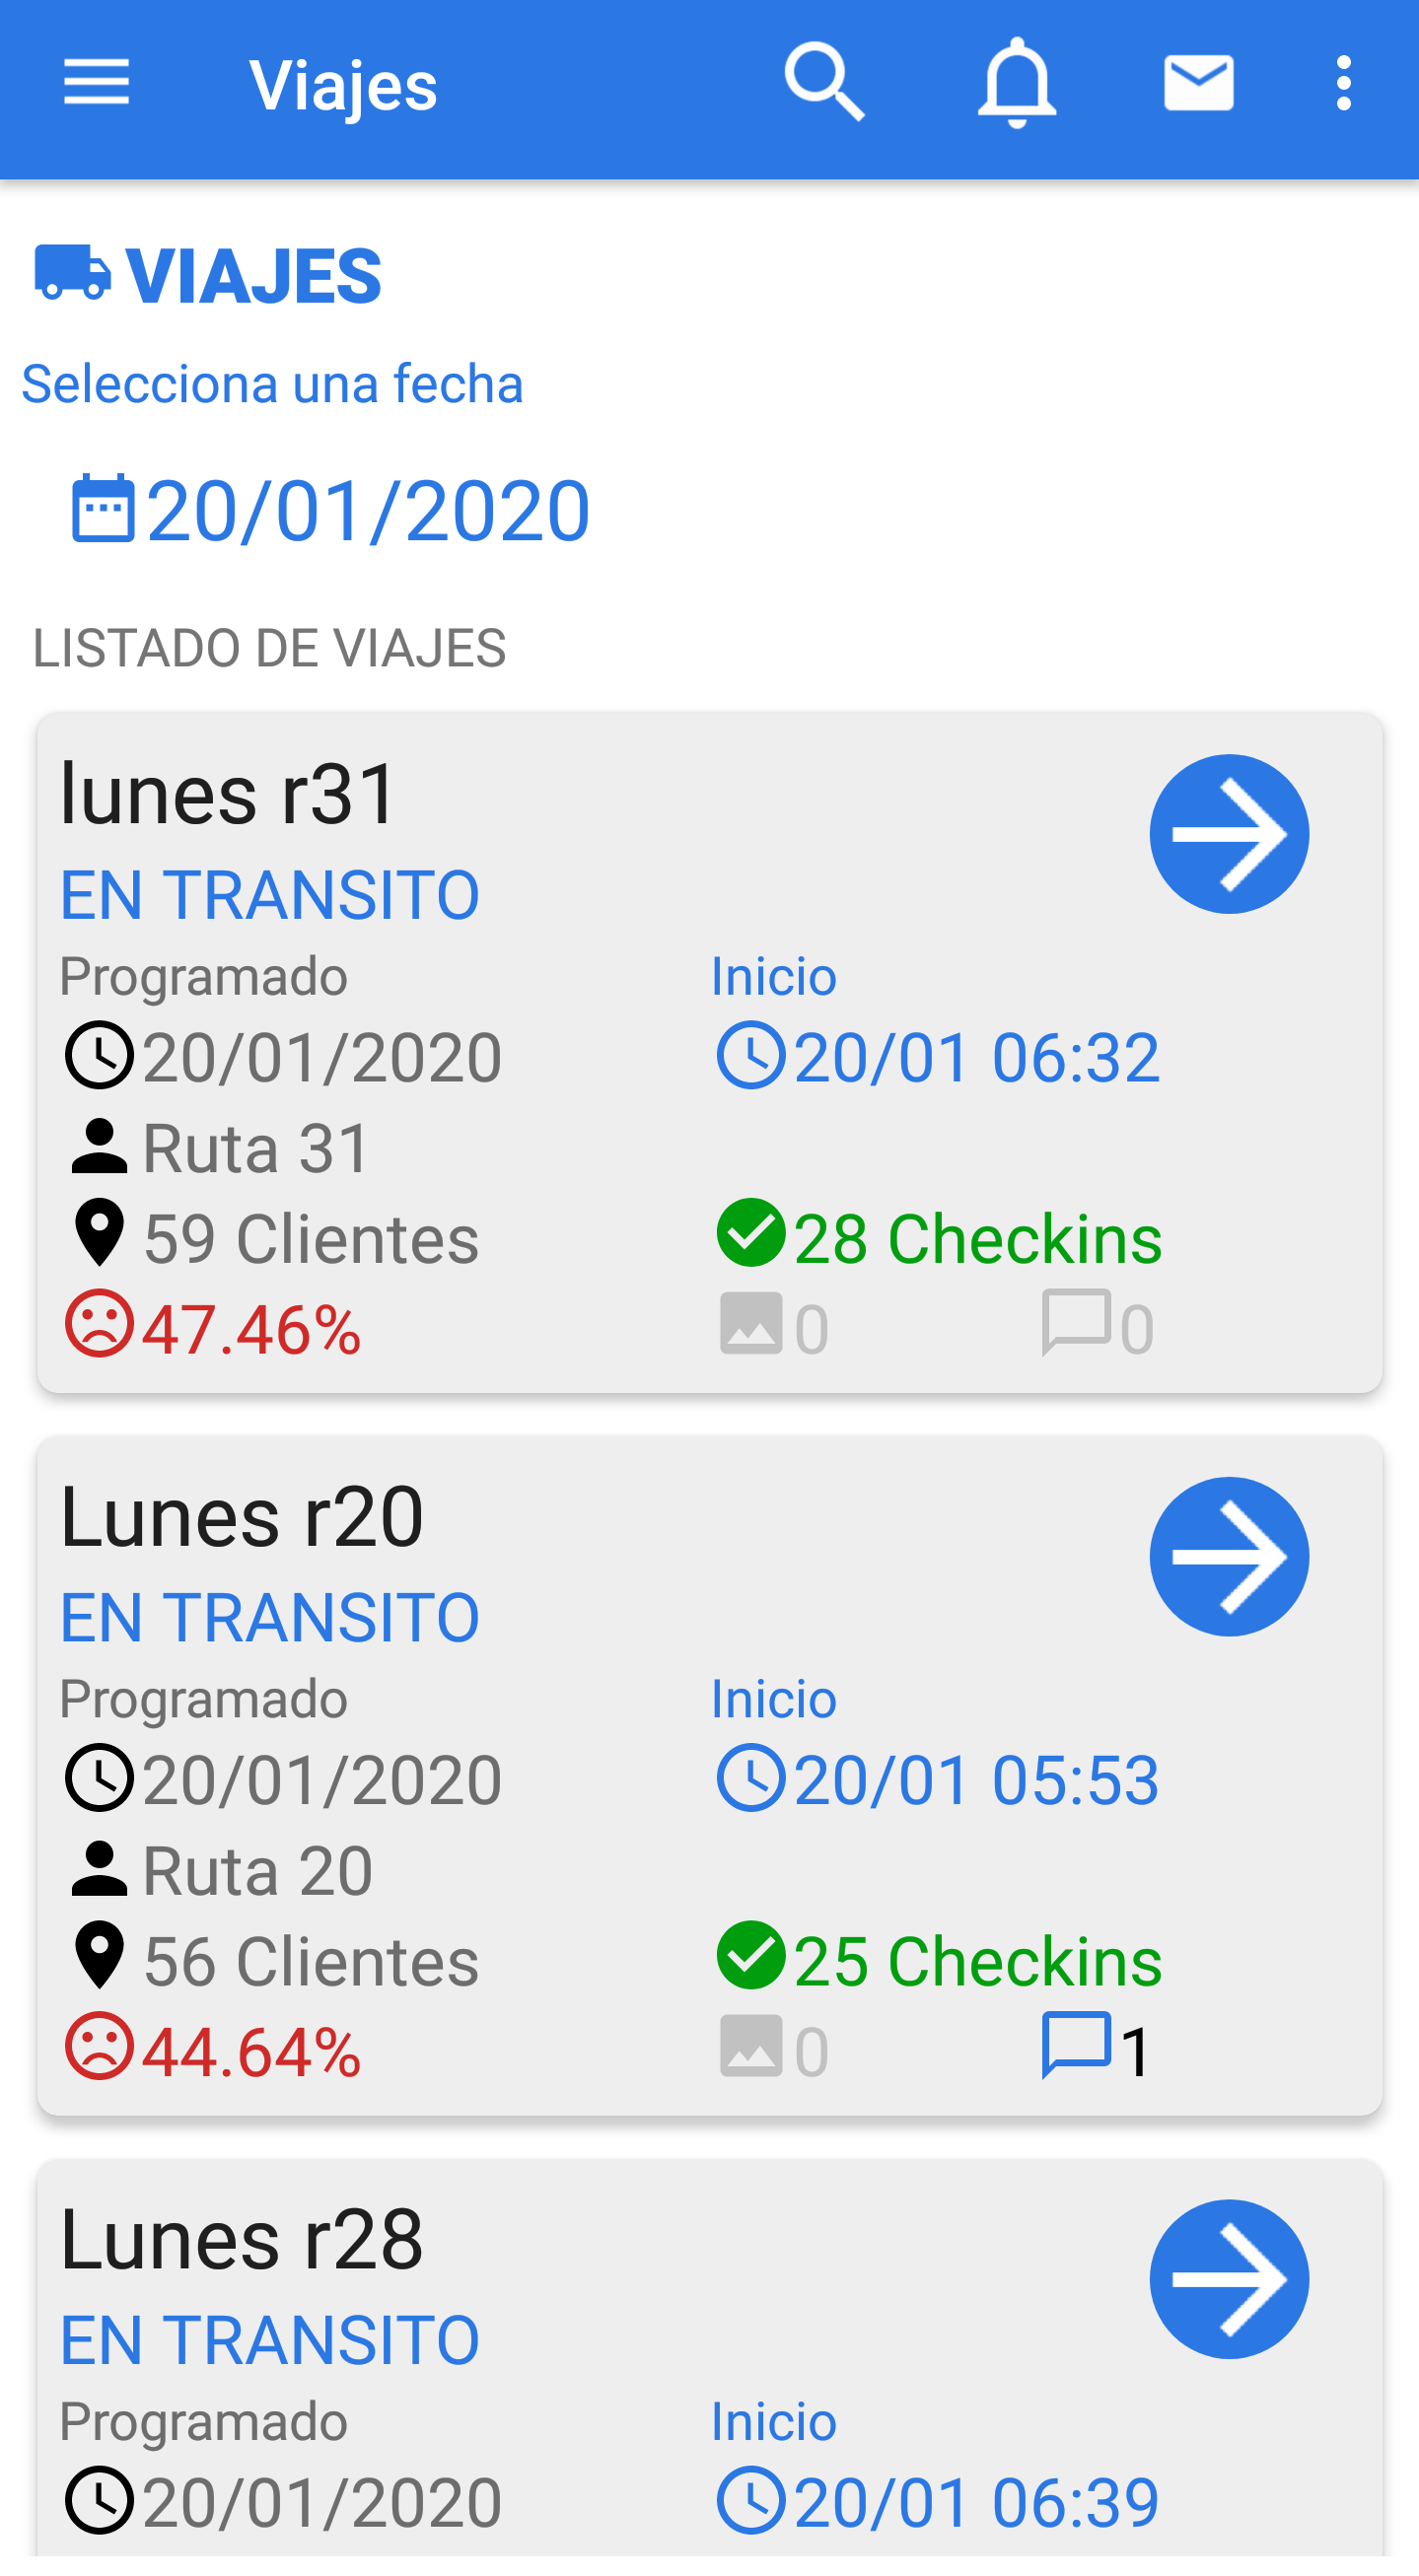 Viajes
VIAJES
Selecciona una fecha
20/01/2020
LISTADO DE VIAJES
lunes r31
EN TRANSITO
Programado Inicio
20/01/2020 20/01 06:32
Ruta 31
59 Clientes 28 Checkins
47.46% 0 0
Lunes r20
EN TRANSITO
Programado Inicio
20/01/2020 20/01 05:53
Ruta 20
56 Clientes 25 Checkins
44.64% 0 1
Lunes r28
EN TRANSITO
Programado Inicio
20/01/2020 20/01 06:39